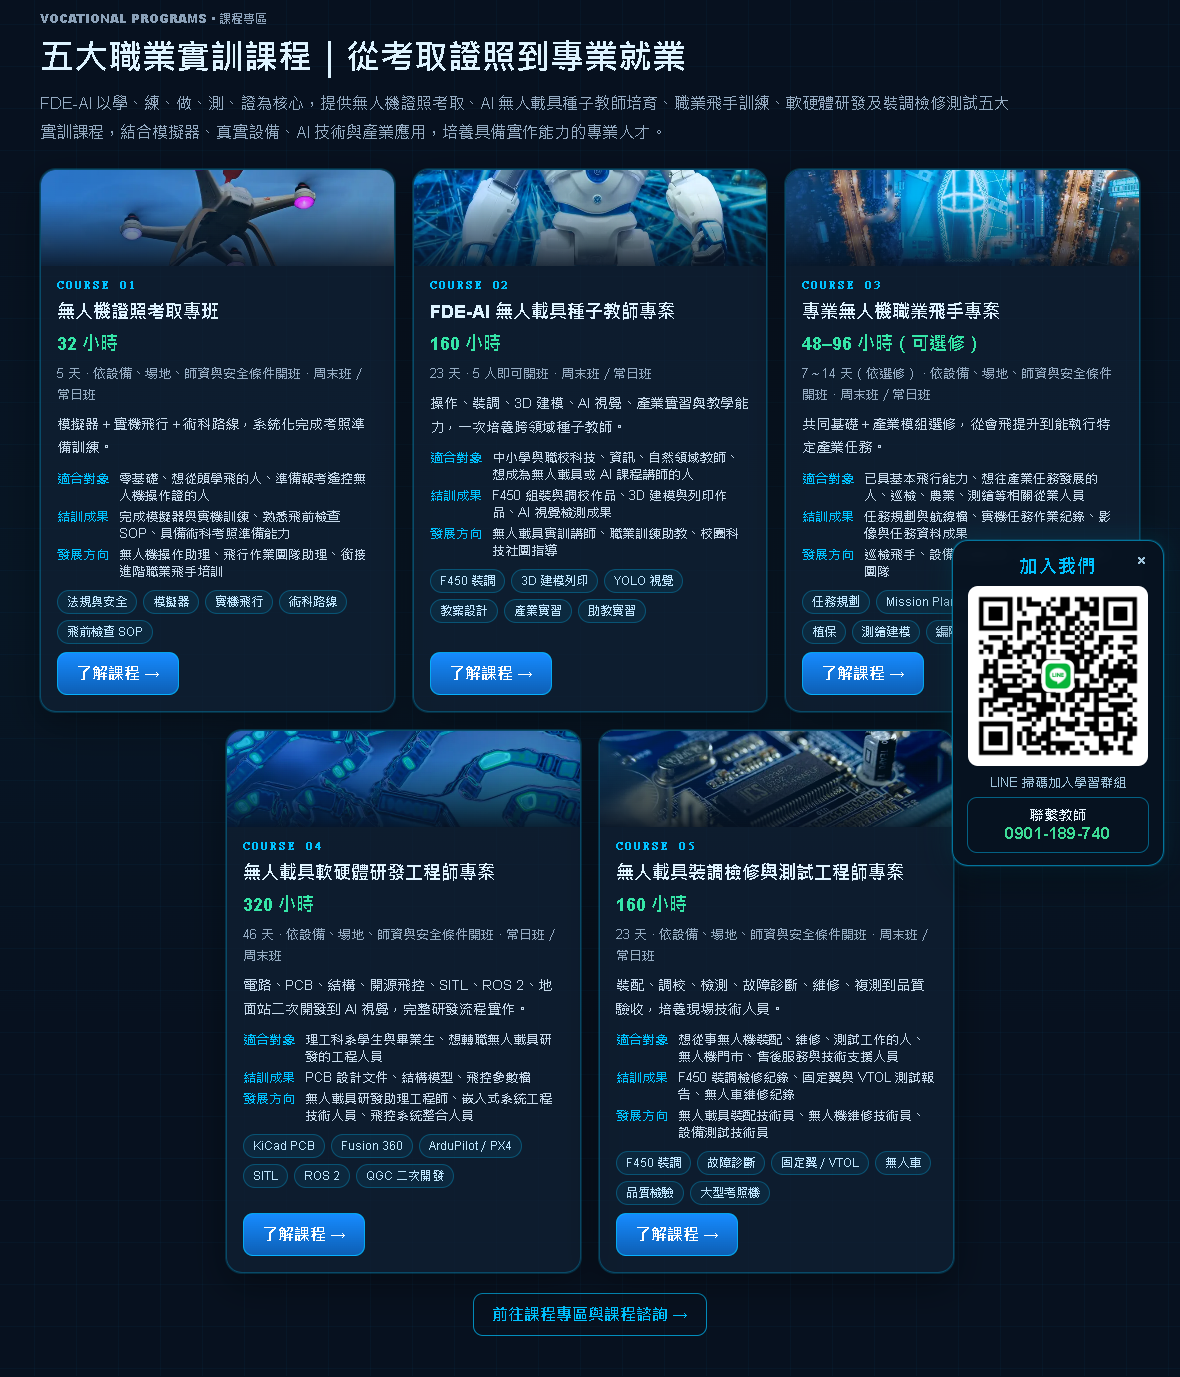 VOCATIONAL PROGRAMS • 課程專區
五大職業實訓課程｜從考取證照到專業就業
FDE-AI 以學、練、做、測、證為核心，提供無人機證照考取、AI 無人載具種子教師培育、職業飛手訓練、軟硬體研發及裝調檢修測試五大
實訓課程，結合模擬器、真實設備、AI 技術與產業應用，培養具備實作能力的專業人才。
COURSE 01
無人機證照考取專班
32 小時
5 天 · 依設備、場地、師資與安全條件開班 · 周末班 /
常日班
模擬器＋實機飛行＋術科路線，系統化完成考照準
備訓練。
適合對象 零基礎、想從頭學飛的人、準備報考遙控無
人機操作證的人
結訓成果 完成模擬器與實機訓練、熟悉飛前檢查
SOP、具備術科考照準備能力
發展方向 無人機操作助理、飛行作業團隊助理、銜接
進階職業飛手培訓
法規與安全 模擬器 實機飛行 術科路線
飛前檢查 SOP
了解課程 →
COURSE 02
FDE-AI 無人載具種子教師專案
160 小時
23 天 · 5 人即可開班 · 周末班 / 常日班
操作、裝調、3D 建模、AI 視覺、產業實習與教學能
力，一次培養跨領域種子教師。
適合對象 中小學與職校科技、資訊、自然領域教師、
想成為無人載具或 AI 課程講師的人
結訓成果 F450 組裝與調校作品、3D 建模與列印作
品、AI 視覺檢測成果
發展方向 無人載具實訓講師、職業訓練助教、校園科
技社團指導
F450 裝調 3D 建模列印 YOLO 視覺
教案設計 產業實習 助教實習
了解課程 →
COURSE 03
專業無人機職業飛手專案
48–96 小時（可選修）
7～14 天（依選修） · 依設備、場地、師資與安全條件
開班 · 周末班 / 常日班
共同基礎＋產業模組選修，從會飛提升到能執行特
定產業任務。
適合對象 已具基本飛行能力、想往產業任務發展的
人、巡檢、農業、測繪等相關從業人員
結訓成果 任務規劃與航線檔、實機任務作業紀錄、影
像與任務資料成果
發展方向 巡檢飛手、設備
團隊
任務規劃 Mission Plan
植保 測繪建模 編隊
了解課程 →
加入我們 ×
LINE
LINE 掃碼加入學習群組
聯繫教師
0901-189-740
COURSE 04
無人載具軟硬體研發工程師專案
320 小時
46 天 · 依設備、場地、師資與安全條件開班 · 常日班 /
周末班
電路、PCB、結構、開源飛控、SITL、ROS 2、地
面站二次開發到 AI 視覺，完整研發流程實作。
適合對象 理工科系學生與畢業生、想轉職無人載具研
發的工程人員
結訓成果 PCB 設計文件、結構模型、飛控參數檔
發展方向 無人載具研發助理工程師、嵌入式系統工程
技術人員、飛控系統整合人員
KiCad PCB Fusion 360 ArduPilot / PX4
SITL ROS 2 QGC 二次開發
了解課程 →
COURSE 05
無人載具裝調檢修與測試工程師專案
160 小時
23 天 · 依設備、場地、師資與安全條件開班 · 周末班 /
常日班
裝配、調校、檢測、故障診斷、維修、複測到品質
驗收，培養現場技術人員。
適合對象 想從事無人機裝配、維修、測試工作的人、
無人機門市、售後服務與技術支援人員
結訓成果 F450 裝調檢修紀錄、固定翼與 VTOL 測試報
告、無人車維修紀錄
發展方向 無人載具裝配技術員、無人機維修技術員、
設備測試技術員
F450 裝調 故障診斷 固定翼 / VTOL 無人車
品質檢驗 大型考照機
了解課程 →
前往課程專區與課程諮詢 →